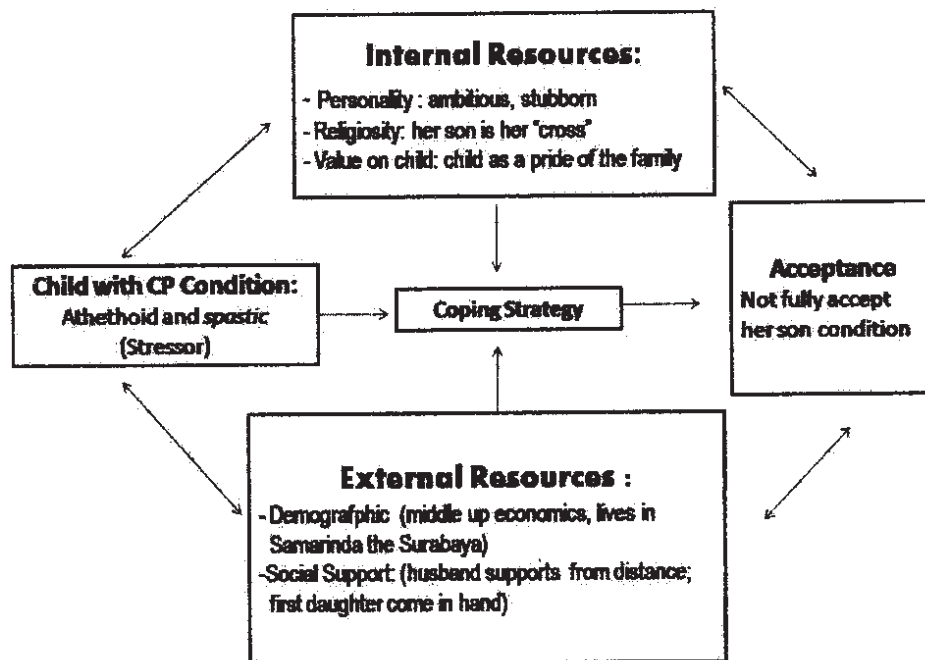 Internal Resources:
- Personality : ambitious, stubborn
- Religiosity: her son is her "cross"
- Value on child: child as a pride of the family
Child with CP Condition:
Athethoid and spastic
(Stressor)
Coping Strategy
Acceptance
Not fully accept
her son condition
External Resources :
- Demografphic (middle up economics, lives in
Samarinda the Surabaya)
-Social Support: (husband supports from distance;
first daughter come in hand)